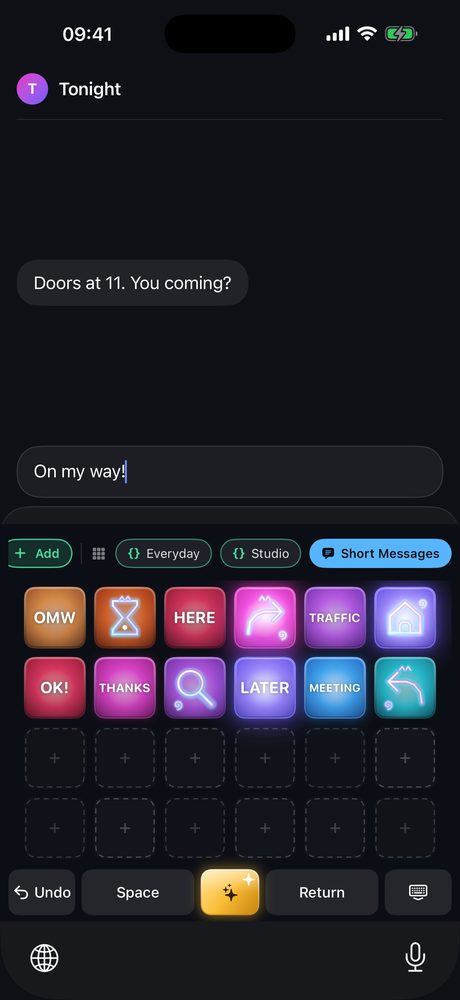 09:41
T Tonight
Doors at 11. You coming?
On my way!
+ Add {} Everyday {} Studio Short Messages
OMW HERE TRAFFIC
OK! THANKS LATER MEETING
Undo Space Return